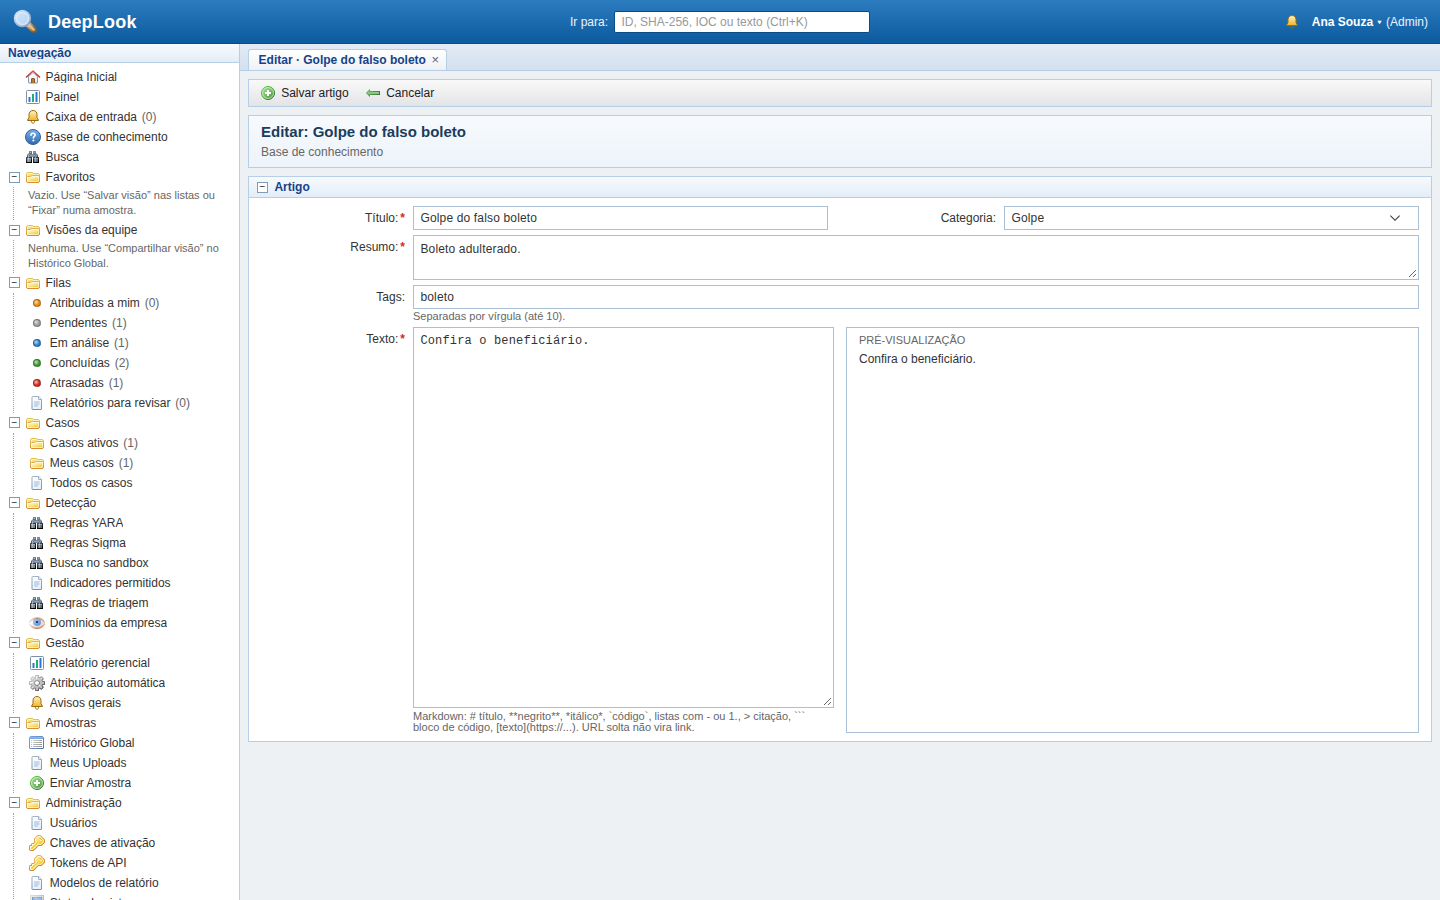 DeepLook
Ir para: ID, SHA-256, IOC ou texto (Ctrl+K)
Ana Souza (Admin)
Navegação
Página Inicial
Painel
Caixa de entrada (0)
Base de conhecimento
Busca
Favoritos
Vazio. Use “Salvar visão” nas listas ou
“Fixar” numa amostra.
Visões da equipe
Nenhuma. Use “Compartilhar visão” no
Histórico Global.
Filas
Atribuídas a mim (0)
Pendentes (1)
Em análise (1)
Concluídas (2)
Atrasadas (1)
Relatórios para revisar (0)
Casos
Casos ativos (1)
Meus casos (1)
Todos os casos
Detecção
Regras YARA
Regras Sigma
Busca no sandbox
Indicadores permitidos
Regras de triagem
Domínios da empresa
Gestão
Relatório gerencial
Atribuição automática
Avisos gerais
Amostras
Histórico Global
Meus Uploads
Enviar Amostra
Administração
Usuários
Chaves de ativação
Tokens de API
Modelos de relatório
Editar · Golpe do falso boleto ×
Salvar artigo
Cancelar
Editar: Golpe do falso boleto
Base de conhecimento
Artigo
Título:* Golpe do falso boleto
Categoria: Golpe
Resumo:* Boleto adulterado.
Tags: boleto
Separadas por vírgula (até 10).
Texto:* Confira o beneficiário.
Markdown: # título, **negrito**, *itálico*, `código`, listas com - ou 1., > citação, ```
bloco de código, [texto](https://...). URL solta não vira link.
PRÉ-VISUALIZAÇÃO
Confira o beneficiário.